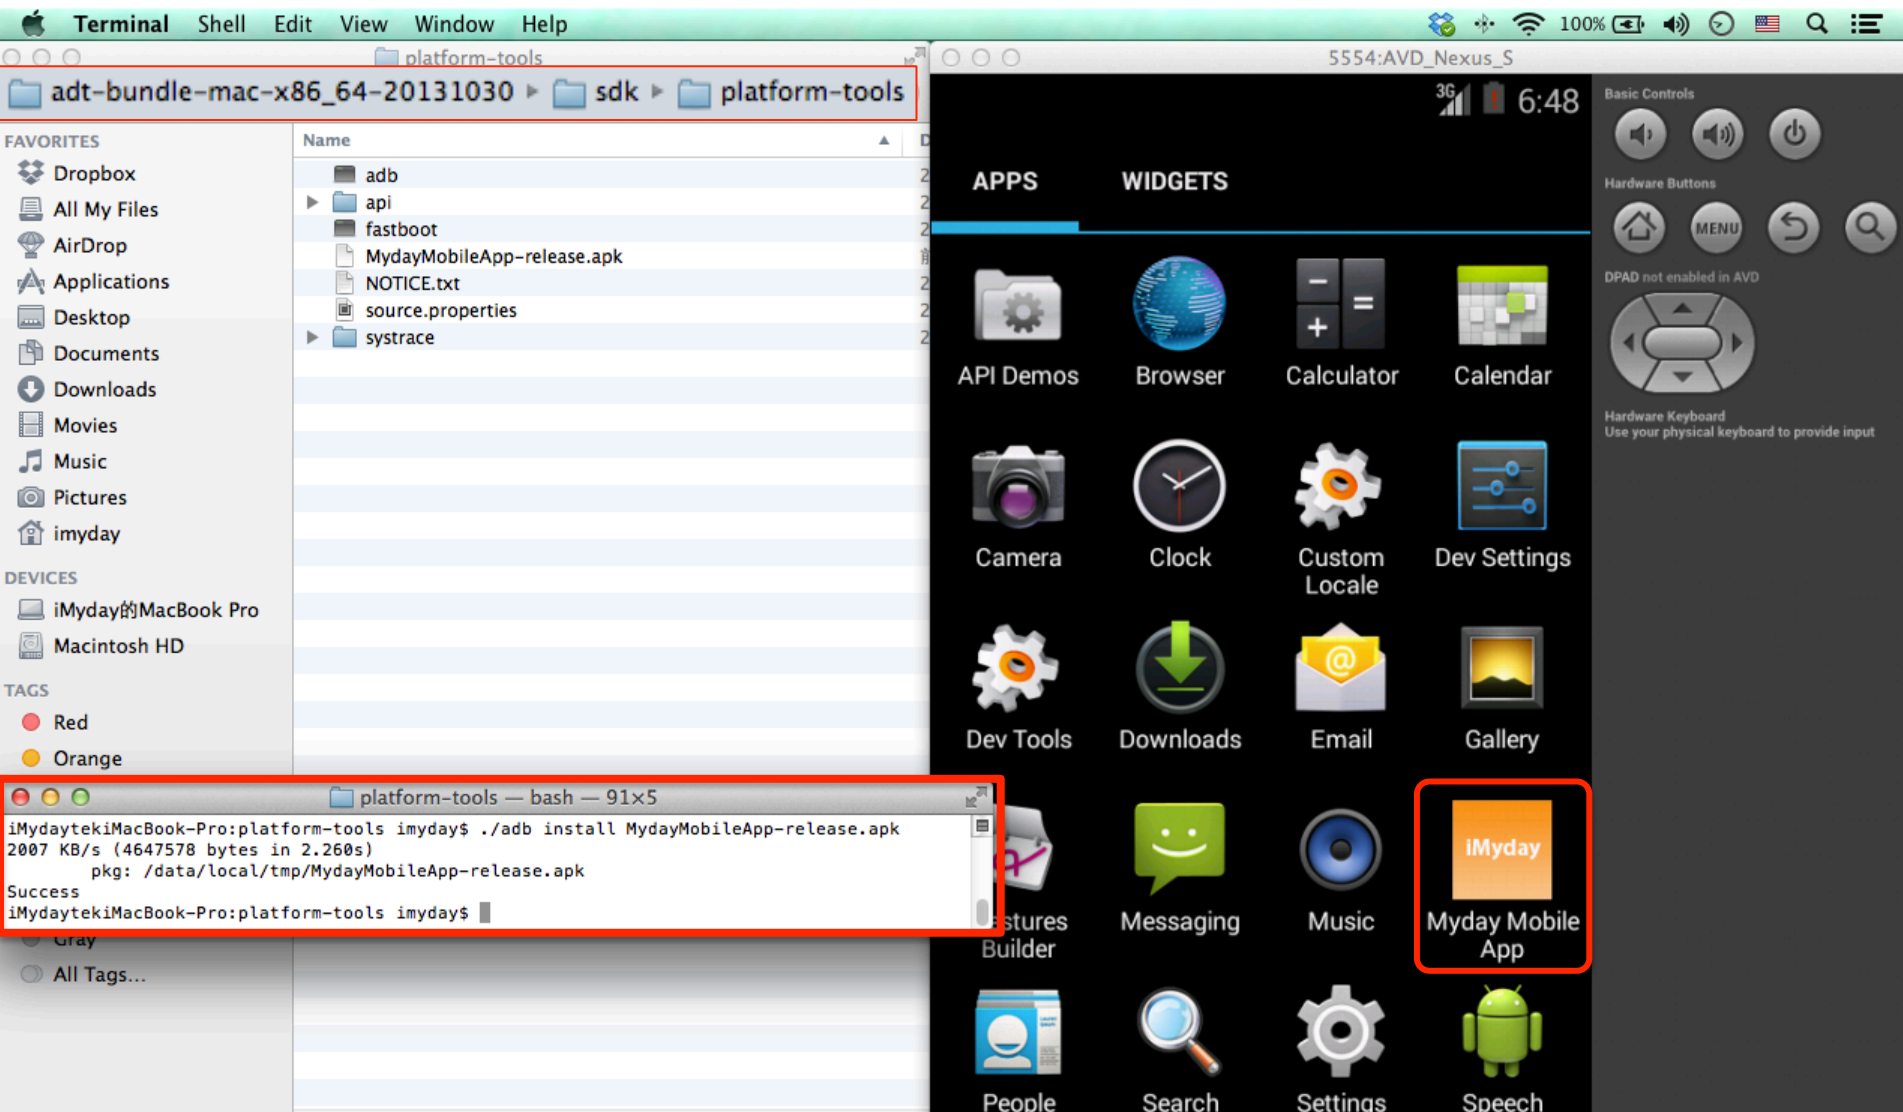 Terminal Shell Edit View Window Help
100%
platform-tools
adt-bundle-mac-x86_64-20131030 sdk platform-tools
FAVORITES
Dropbox
All My Files
AirDrop
Applications
Desktop
Documents
Downloads
Movies
Music
Pictures
imyday
DEVICES
iMyday的MacBook Pro
Macintosh HD
TAGS
Red
Orange
Gray
All Tags...
Name
adb
api
fastboot
MydayMobileApp-release.apk
NOTICE.txt
source.properties
systrace
platform-tools — bash — 91×5
iMydaytekiMacBook-Pro:platform-tools imyday$ ./adb install MydayMobileApp-release.apk
2007 KB/s (4647578 bytes in 2.260s)
pkg: /data/local/tmp/MydayMobileApp-release.apk
Success
iMydaytekiMacBook-Pro:platform-tools imyday$
5554:AVD_Nexus_S
3G 6:48
APPS WIDGETS
API Demos Browser Calculator Calendar
Camera Clock Custom Locale Dev Settings
@
Dev Tools Downloads Email Gallery
iMyday
stures Builder Messaging Music Myday Mobile App
People Search Settings Speech
Basic Controls
Hardware Buttons
MENU
DPAD not enabled in AVD
Hardware Keyboard
Use your physical keyboard to provide input